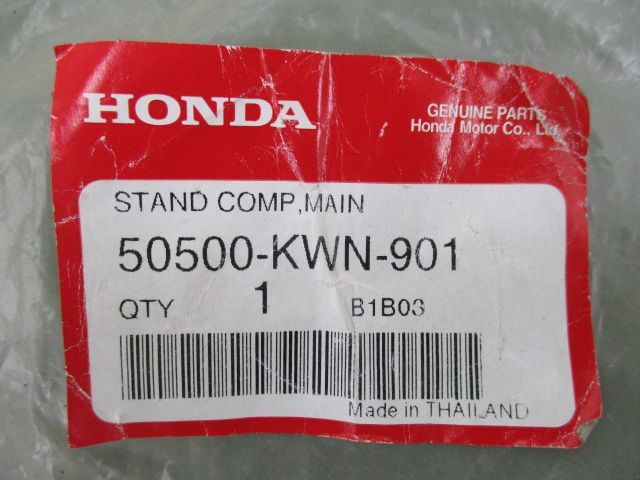 HONDA
GENUINE PARTS
Honda Motor Co., Ltd.
STAND COMP,MAIN
50500-KWN-901
QTY 1 B1B03
Made in THAILAND